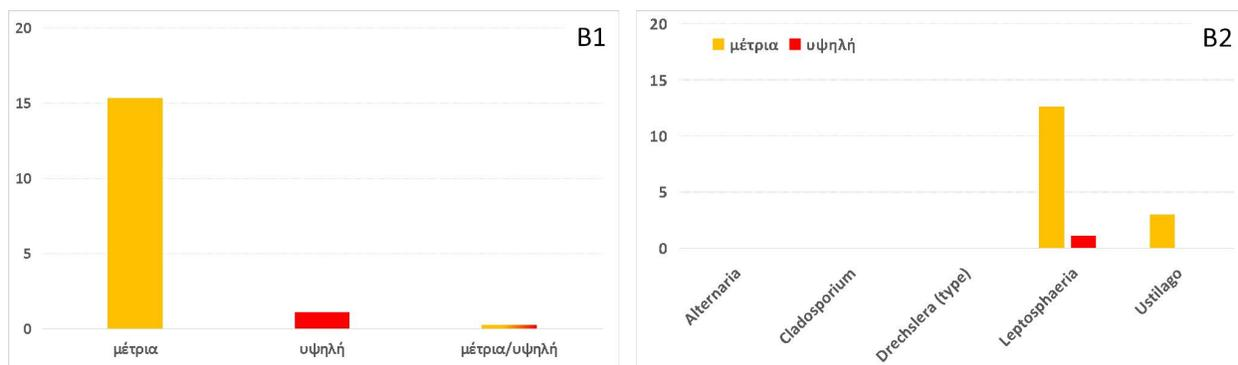 B1
20
15
10
5
0
μέτρια
υψηλή
μέτρια/υψηλή
B2
μέτρια υψηλή
20
15
10
5
0
Alternaria
Cladosporium
Drechslera (type)
Leptosphaeria
Ustilago